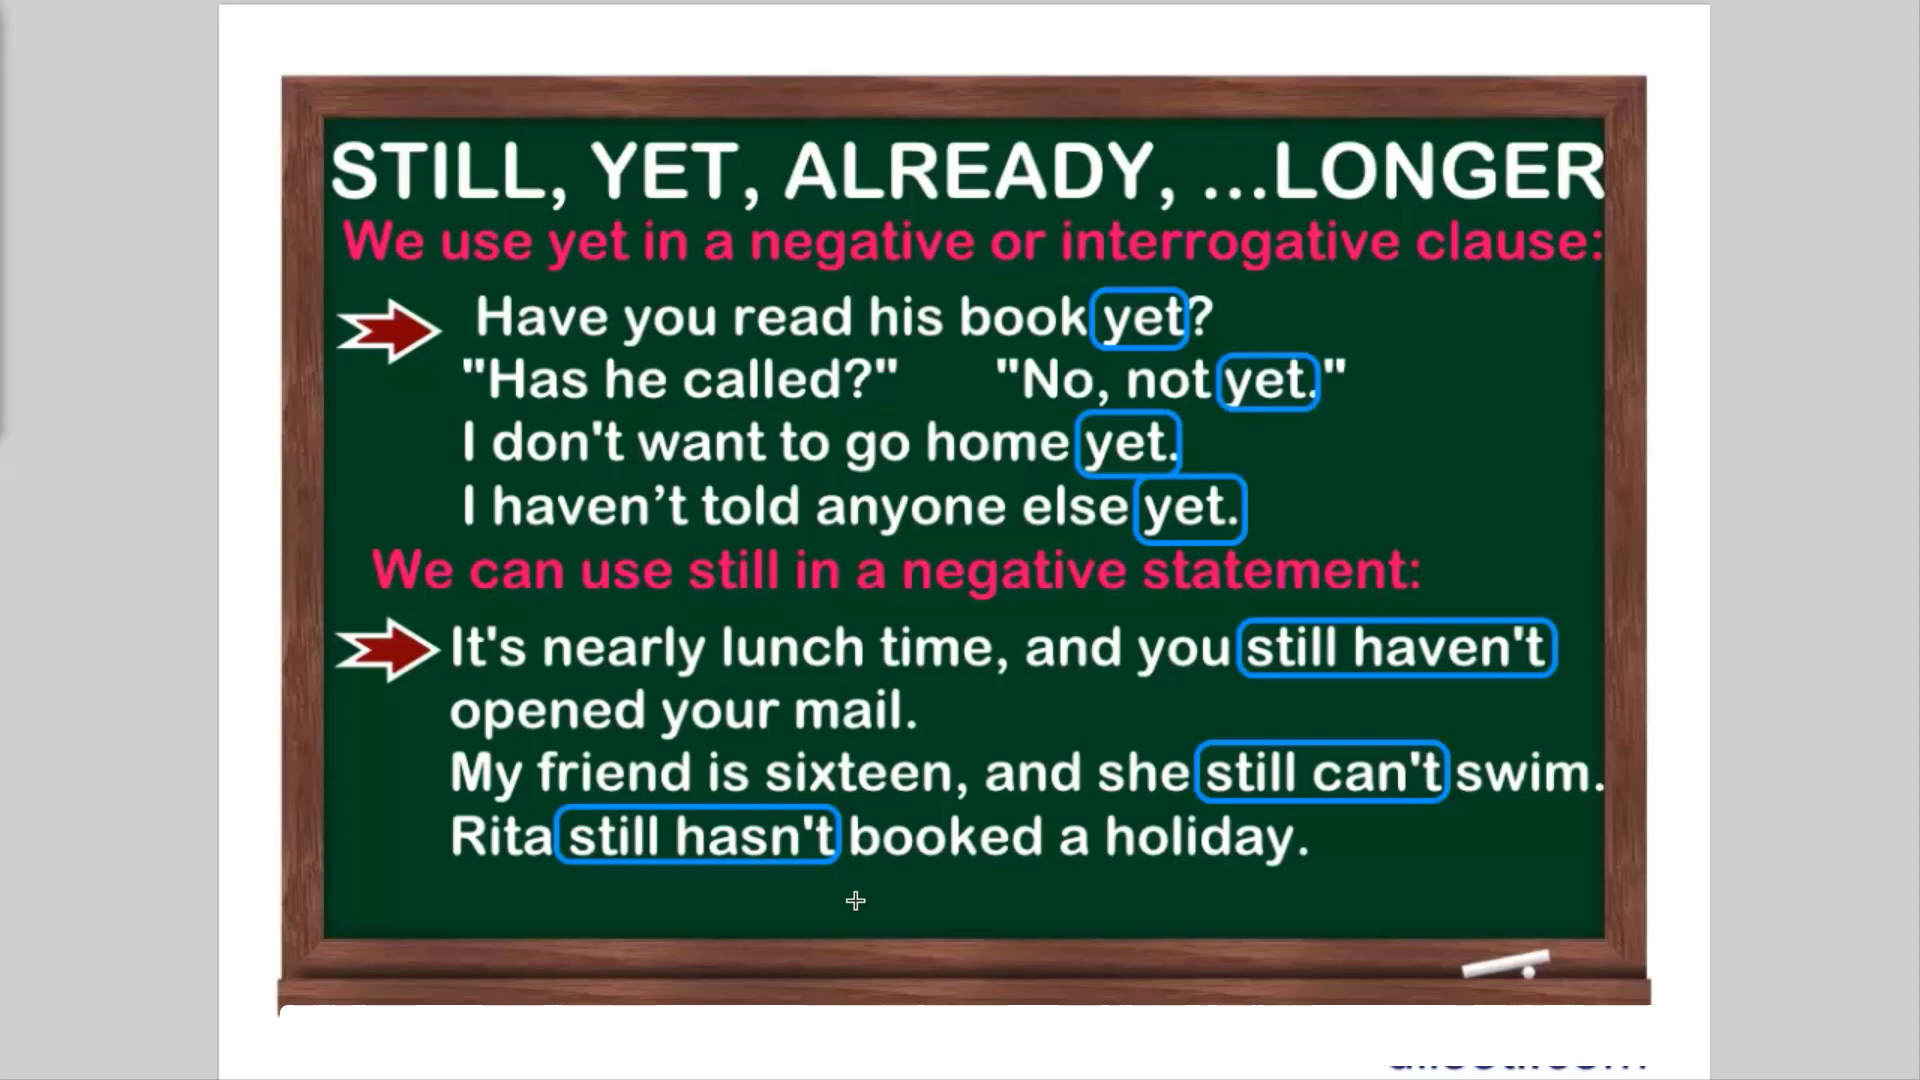 STILL, YET, ALREADY, ...LONGER
We use yet in a negative or interrogative clause:
Have you read his book yet?
"Has he called?" "No, not yet."
I don't want to go home yet.
I haven’t told anyone else yet.
We can use still in a negative statement:
It's nearly lunch time, and you still haven't
opened your mail.
My friend is sixteen, and she still can't swim.
Rita still hasn't booked a holiday.